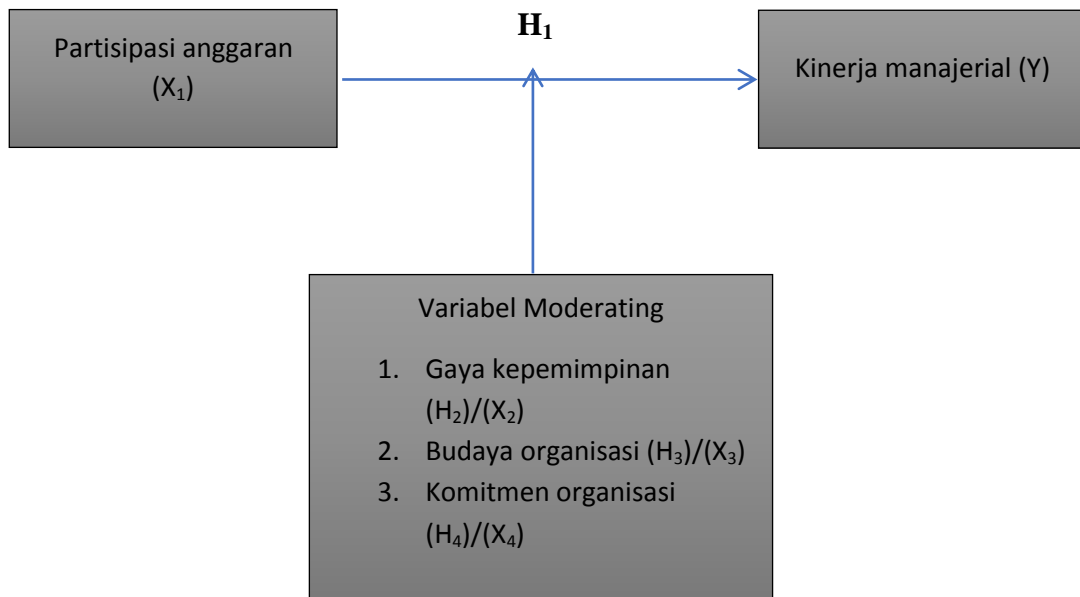 H₁
Partisipasi anggaran
(X₁)
Kinerja manajerial (Y)
Variabel Moderating
1. Gaya kepemimpinan
(H₂)/(X₂)
2. Budaya organisasi (H₃)/(X₃)
3. Komitmen organisasi
(H₄)/(X₄)